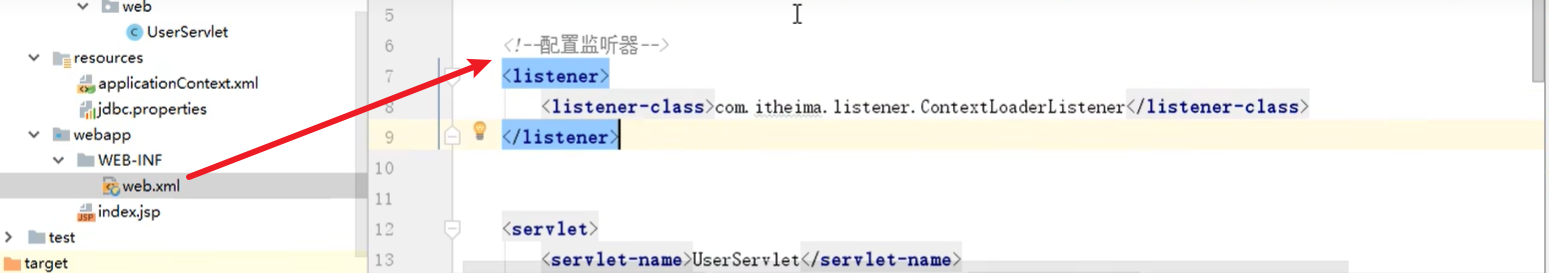 web
UserServlet
resources
applicationContext.xml
jdbc.properties
webapp
WEB-INF
web.xml
index.jsp
test
target
5
6 <!--配置监听器-->
7 <listener>
8 <listener-class>com.itheima.listener.ContextLoaderListener</listener-class>
9 </listener>
10
11
12 <servlet>
13 <servlet-name>UserServlet</servlet-name>